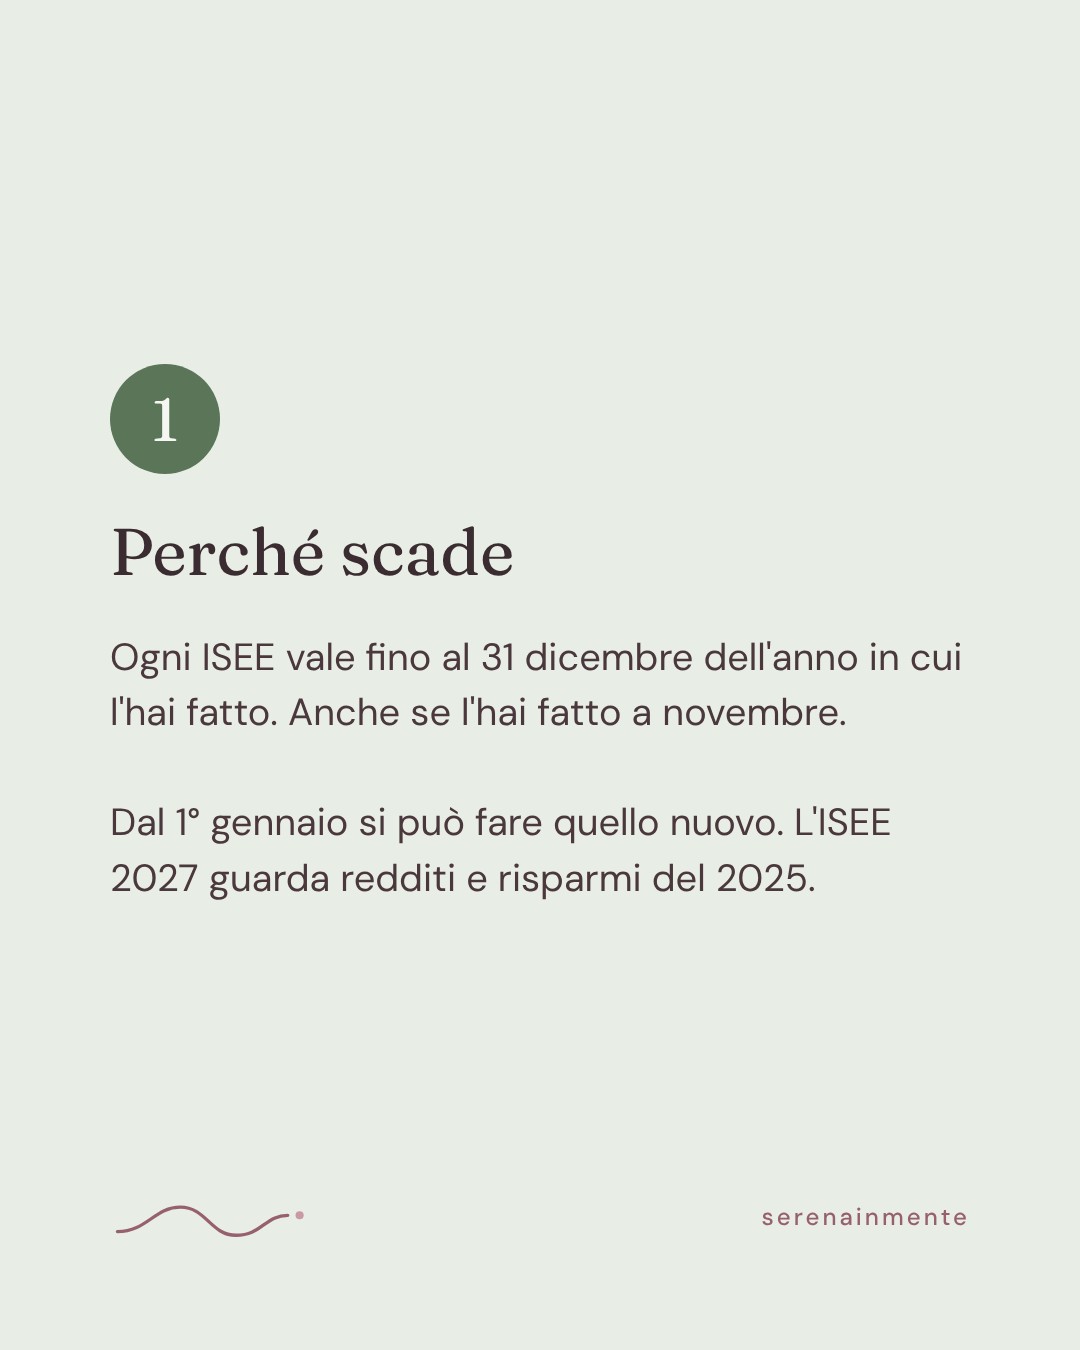 1
Perché scade
Ogni ISEE vale fino al 31 dicembre dell'anno in cui
l'hai fatto. Anche se l'hai fatto a novembre.
Dal 1° gennaio si può fare quello nuovo. L'ISEE
2027 guarda redditi e risparmi del 2025.
serenainmente